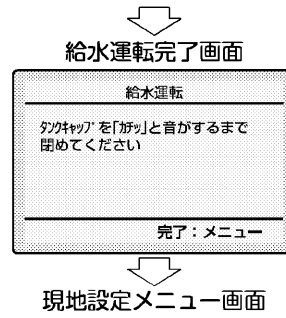 給水運転完了画面
給水運転
ﾀﾝｸｷｬｯﾌﾟを｢ｶﾁｯ｣と音がするまで
閉めてください
完了：メニュー
現地設定メニュー画面